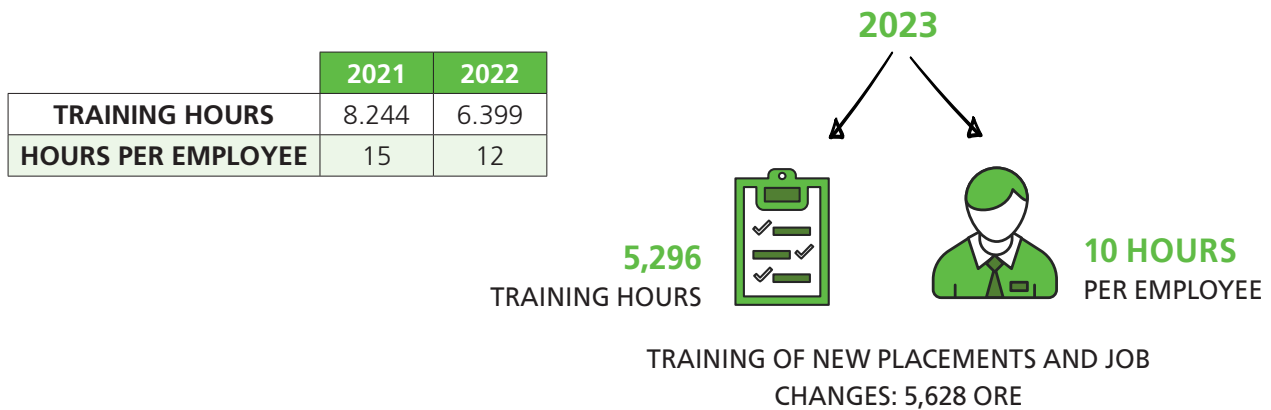 2021 2022
TRAINING HOURS 8.244 6.399
HOURS PER EMPLOYEE 15 12
2023
5,296
TRAINING HOURS
10 HOURS
PER EMPLOYEE
TRAINING OF NEW PLACEMENTS AND JOB
CHANGES: 5,628 ORE